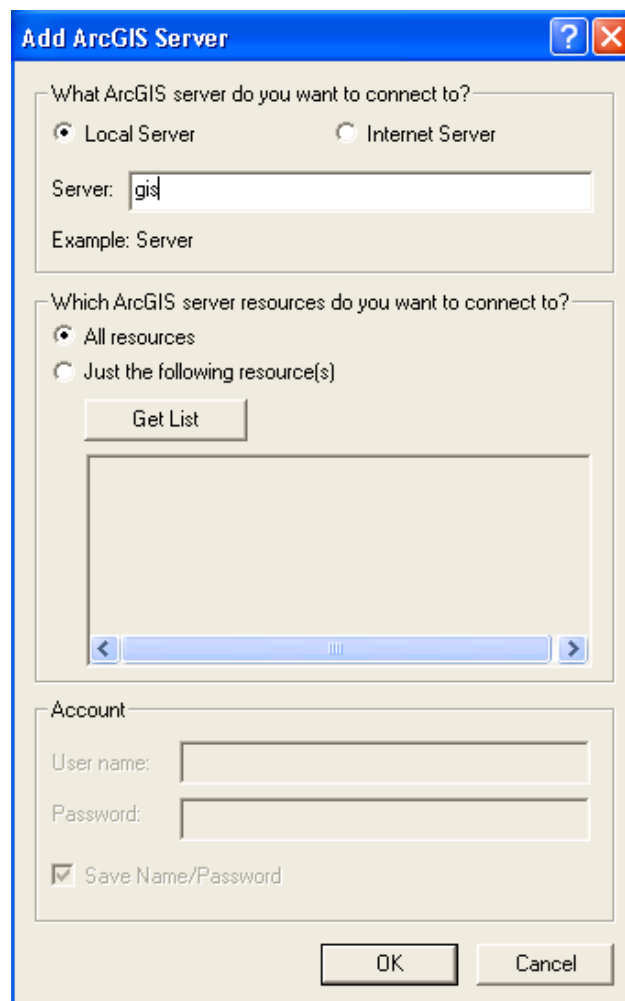 Add ArcGIS Server
What ArcGIS server do you want to connect to?
Local Server Internet Server
Server: gis
Example: Server
Which ArcGIS server resources do you want to connect to?
All resources
Just the following resource(s)
Get List
Account
User name:
Password:
Save Name/Password
OK Cancel